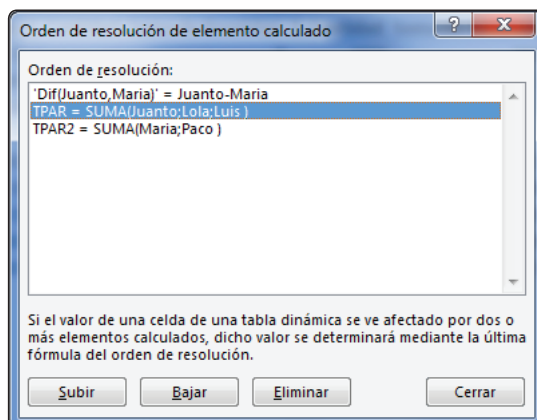 Orden de resolución de elemento calculado
Orden de resolución:
'Dif(Juanto,Maria)' = Juanto-Maria
TPAR = SUMA(Juanto;Lola;Luis )
TPAR2 = SUMA(Maria;Paco )
Si el valor de una celda de una tabla dinámica se ve afectado por dos o
más elementos calculados, dicho valor se determinará mediante la última
fórmula del orden de resolución.
Subir Bajar Eliminar Cerrar